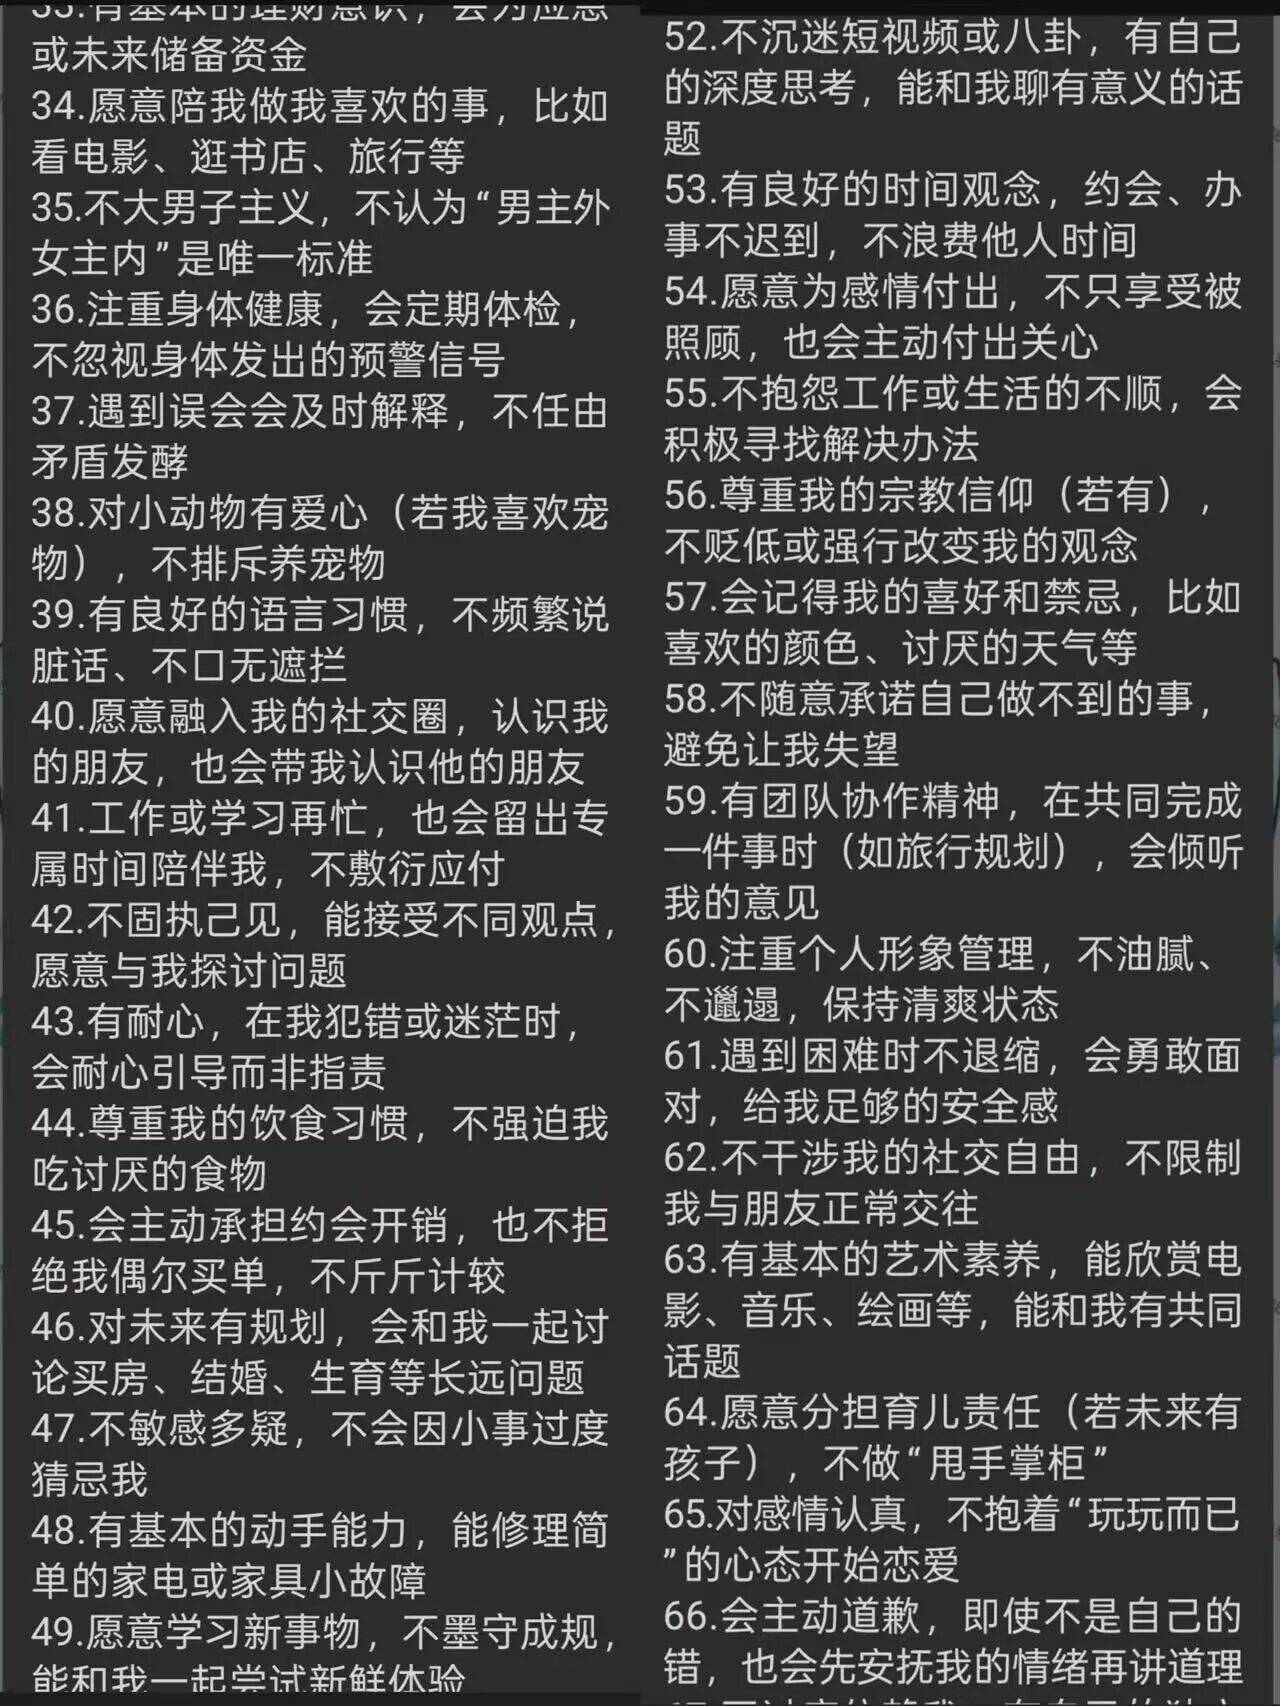 33.有基本的理财意识，会为应急
或未来储备资金
34.愿意陪我做我喜欢的事，比如
看电影、逛书店、旅行等
35.不大男子主义，不认为“男主外
女主内”是唯一标准
36.注重身体健康，会定期体检，
不忽视身体发出的预警信号
37.遇到误会会及时解释，不任由
矛盾发酵
38.对小动物有爱心（若我喜欢宠
物），不排斥养宠物
39.有良好的语言习惯，不频繁说
脏话、不口无遮拦
40.愿意融入我的社交圈，认识我
的朋友，也会带我认识他的朋友
41.工作或学习再忙，也会留出专
属时间陪伴我，不敷衍应付
42.不固执己见，能接受不同观点，
愿意与我探讨问题
43.有耐心，在我犯错或迷茫时，
会耐心引导而非指责
44.尊重我的饮食习惯，不强迫我
吃讨厌的食物
45.会主动承担约会开销，也不拒
绝我偶尔买单，不斤斤计较
46.对未来有规划，会和我一起讨
论买房、结婚、生育等长远问题
47.不敏感多疑，不会因小事过度
猜忌我
48.有基本的动手能力，能修理简
单的家电或家具小故障
49.愿意学习新事物，不墨守成规，
能和我一起尝试新鲜体验
52.不沉迷短视频或八卦，有自己
的深度思考，能和我聊有意义的话
题
53.有良好的时间观念，约会、办
事不迟到，不浪费他人时间
54.愿意为感情付出，不只享受被
照顾，也会主动付出关心
55.不抱怨工作或生活的不顺，会
积极寻找解决办法
56.尊重我的宗教信仰（若有），
不贬低或强行改变我的观念
57.会记得我的喜好和禁忌，比如
喜欢的颜色、讨厌的天气等
58.不随意承诺自己做不到的事，
避免让我失望
59.有团队协作精神，在共同完成
一件事时（如旅行规划），会倾听
我的意见
60.注重个人形象管理，不油腻、
不邋遢，保持清爽状态
61.遇到困难时不退缩，会勇敢面
对，给我足够的安全感
62.不干涉我的社交自由，不限制
我与朋友正常交往
63.有基本的艺术素养，能欣赏电
影、音乐、绘画等，能和我有共同
话题
64.愿意分担育儿责任（若未来有
孩子），不做“甩手掌柜”
65.对感情认真，不抱着“玩玩而已
”的心态开始恋爱
66.会主动道歉，即使不是自己的
错，也会先安抚我的情绪再讲道理